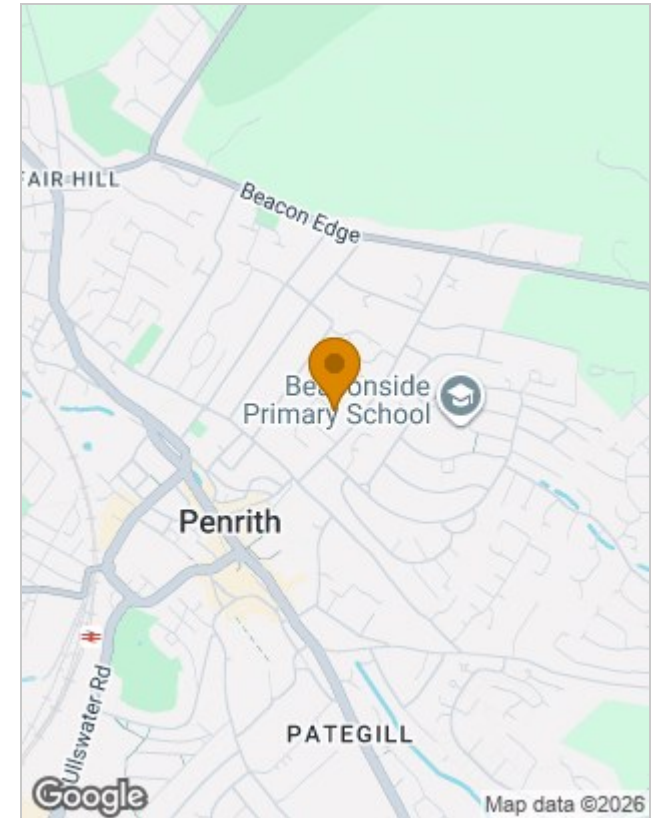 FAIR HILL
Beacon Edge
Primary School
Penrith
Ullswater Rd
PATEGILL
Google
Map data ©2026